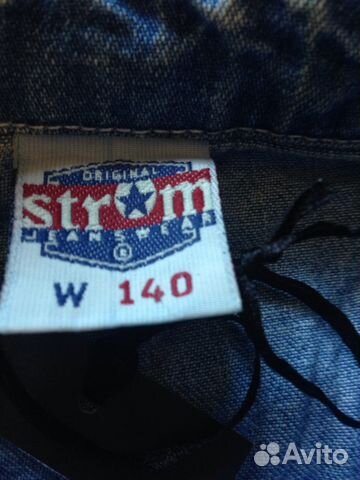 ORIGINAL
strom
JEANSWEAR
®
W 140
Avito